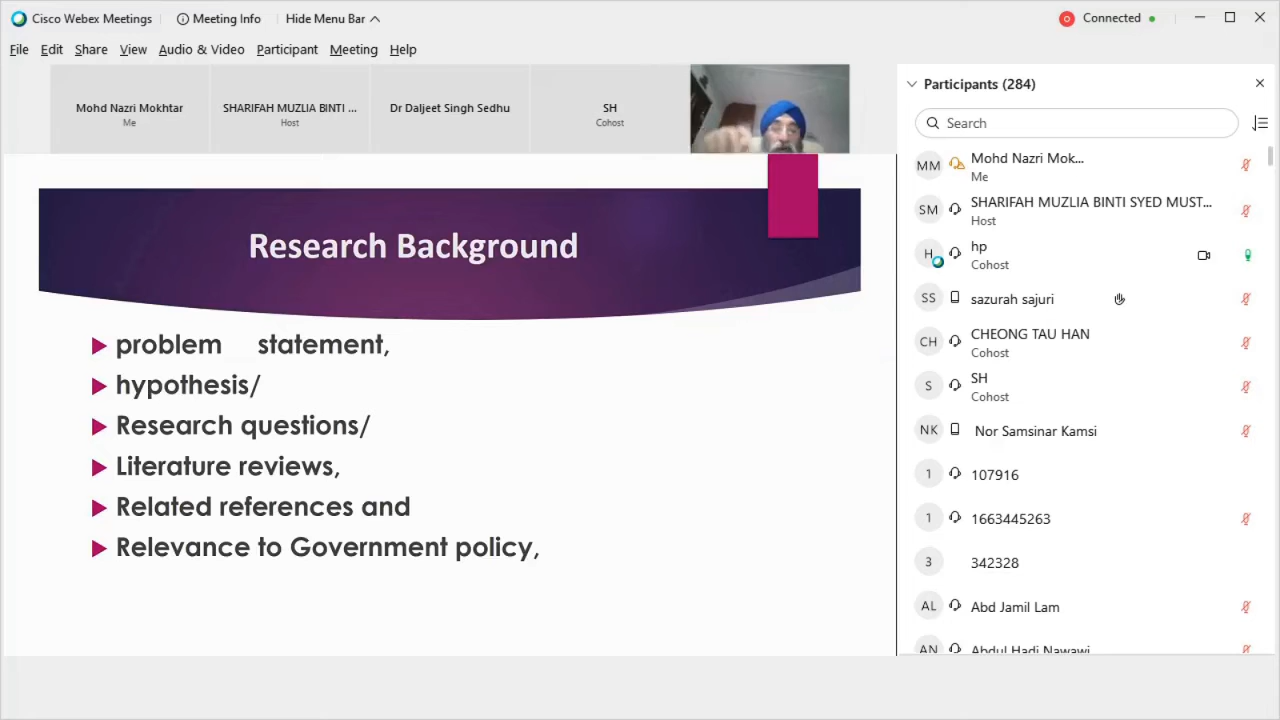 Cisco Webex Meetings
Meeting Info
Hide Menu Bar
Connected
File Edit Share View Audio & Video Participant Meeting Help
Mohd Nazri Mokhtar
Me
SHARIFAH MUZLIA BINTI ...
Host
Dr Daljeet Singh Sedhu
SH
Cohost
Research Background
problem statement,
hypothesis/
Research questions/
Literature reviews,
Related references and
Relevance to Government policy,
Participants (284)
Search
MM
Mohd Nazri Mok...
Me
SM
SHARIFAH MUZLIA BINTI SYED MUST...
Host
H
hp
Cohost
SS
sazurah sajuri
CH
CHEONG TAU HAN
Cohost
S
SH
Cohost
NK
Nor Samsinar Kamsi
1
107916
1
1663445263
3
342328
AL
Abd Jamil Lam
AN
Abdul Hadi Nawawi